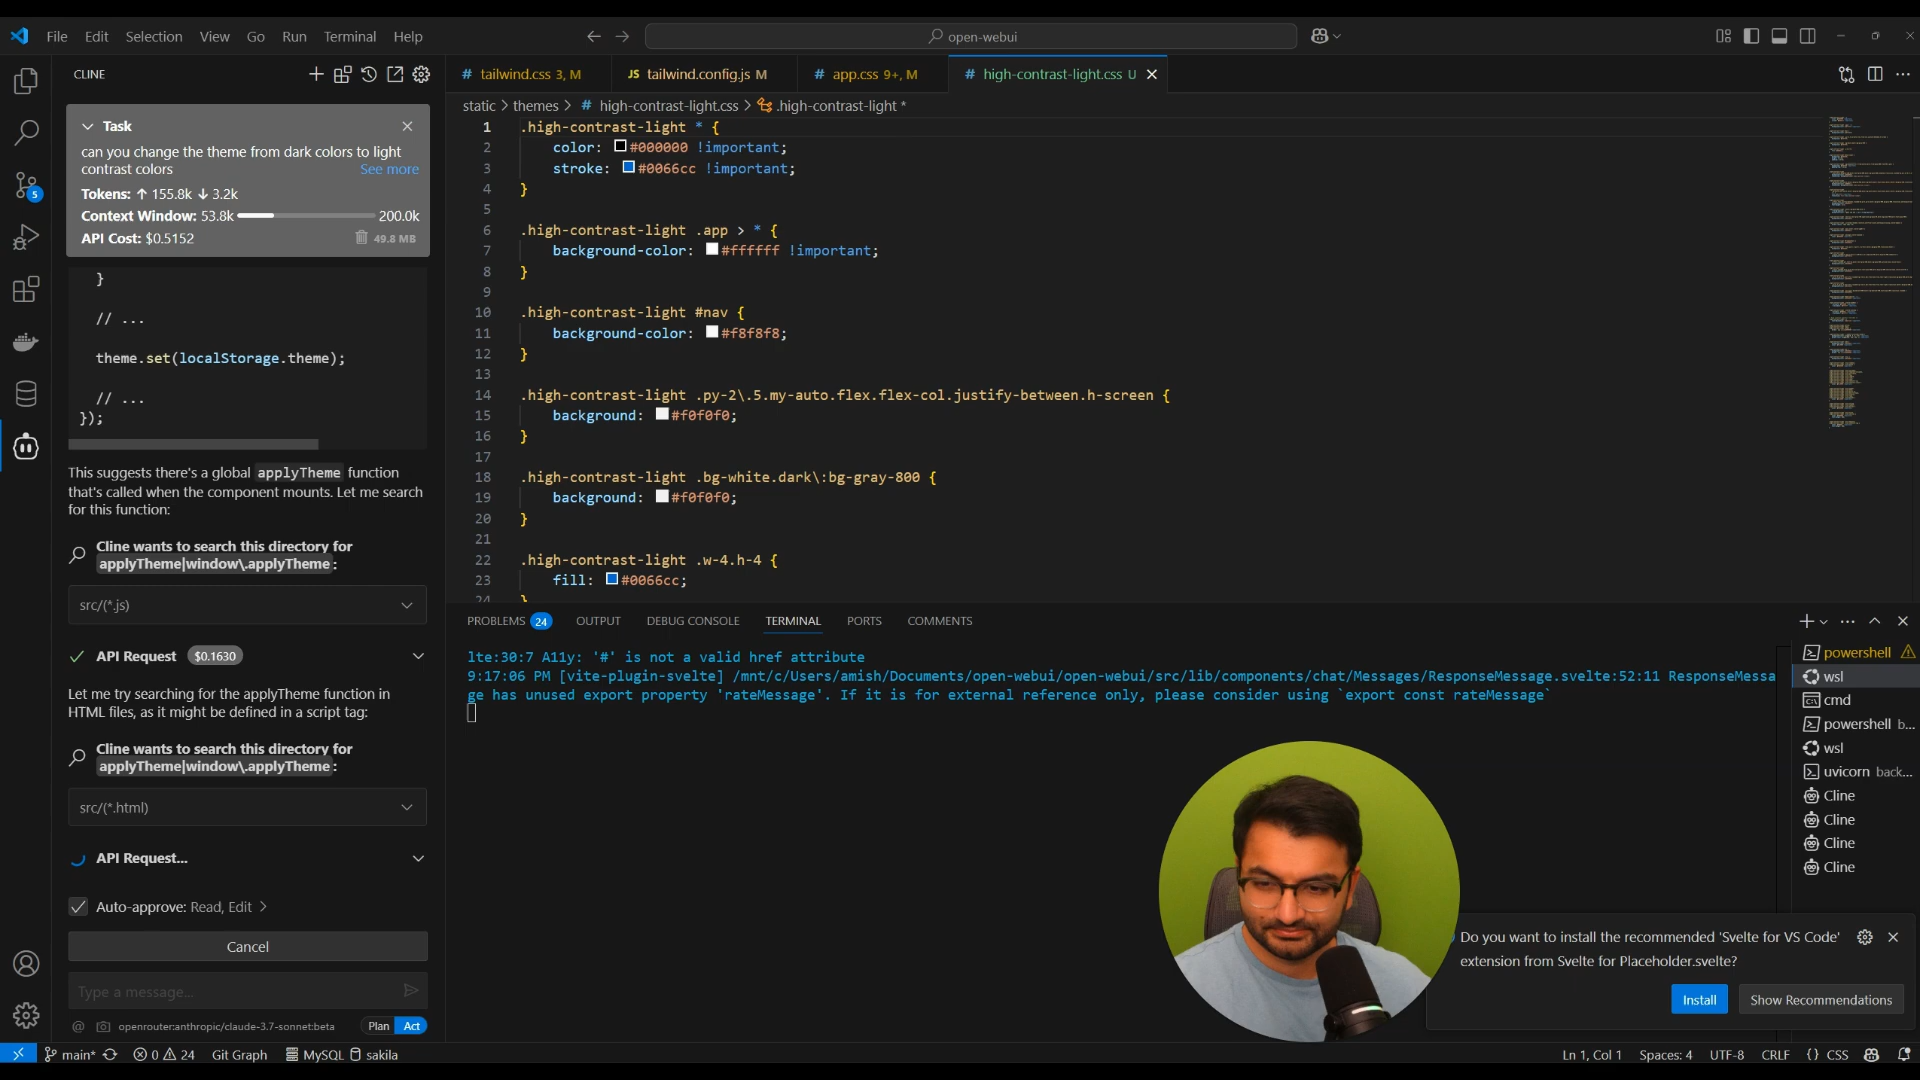 File Edit Selection View Go Run Terminal Help
open-webui
CLINE
Task
can you change the theme from dark colors to light
contrast colors See more
Tokens: ↑ 155.8k ↓ 3.2k
Context Window: 53.8k 200.0k
API Cost: $0.5152 49.8 MB
}
// ...
theme.set(localStorage.theme);
// ...
});
This suggests there's a global applyTheme function
that's called when the component mounts. Let me search
for this function:
Cline wants to search this directory for
applyTheme|window\.applyTheme:
src/(*.js)
API Request $0.1630
Let me try searching for the applyTheme function in
HTML files, as it might be defined in a script tag:
Cline wants to search this directory for
applyTheme|window\.applyTheme:
src/(*.html)
API Request...
Auto-approve: Read, Edit >
Cancel
Type a message...
@ openrouter:anthropic/claude-3.7-sonnet:beta Plan Act
5
# tailwind.css 3, M
JS tailwind.config.js M
# app.css 9+, M
# high-contrast-light.css U
static > themes > # high-contrast-light.css > .high-contrast-light *
1 .high-contrast-light * {
2 color: #000000 !important;
3 stroke: #0066cc !important;
4 }
5
6 .high-contrast-light .app > * {
7 background-color: #ffffff !important;
8 }
9
10 .high-contrast-light #nav {
11 background-color: #f8f8f8;
12 }
13
14 .high-contrast-light .py-2\.5.my-auto.flex.flex-col.justify-between.h-screen {
15 background: #f0f0f0;
16 }
17
18 .high-contrast-light .bg-white.dark\:bg-gray-800 {
19 background: #f0f0f0;
20 }
21
22 .high-contrast-light .w-4.h-4 {
23 fill: #0066cc;
24 }
PROBLEMS 24 OUTPUT DEBUG CONSOLE TERMINAL PORTS COMMENTS
lte:30:7 A11y: '#' is not a valid href attribute
9:17:06 PM [vite-plugin-svelte] /mnt/c/Users/amish/Documents/open-webui/open-webui/src/lib/components/chat/Messages/ResponseMessage.svelte:52:11 ResponseMessa
ge has unused export property 'rateMessage'. If it is for external reference only, please consider using `export const rateMessage`
powershell
wsl
cmd
powershell b...
wsl
uvicorn back...
Cline
Cline
Cline
Cline
Do you want to install the recommended 'Svelte for VS Code'
extension from Svelte for Placeholder.svelte?
Install Show Recommendations
main* 0 24 Git Graph MySQL sakila
Ln 1, Col 1 Spaces: 4 UTF-8 CRLF {} CSS